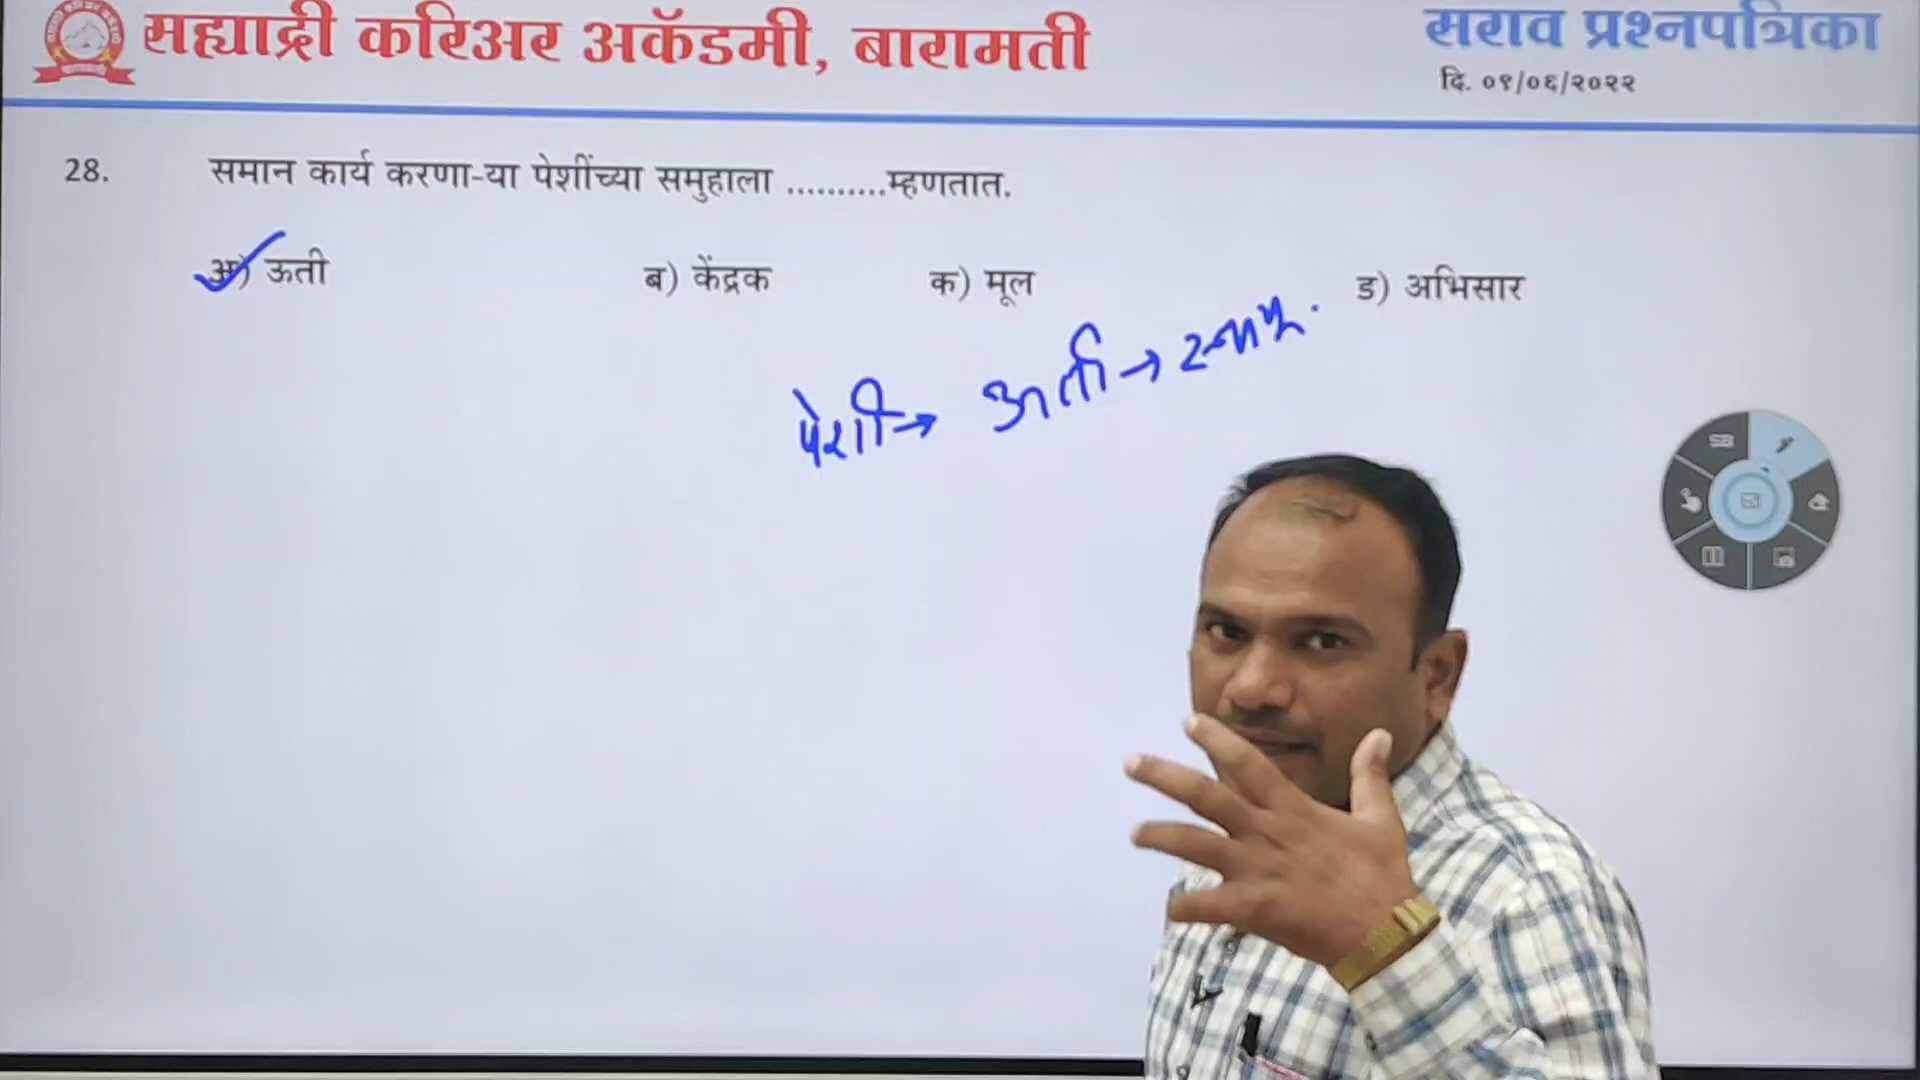 सह्याद्री करिअर अकॅडमी, बारामती
सराव प्रश्नपत्रिका
दि. ०९/०६/२०२२
28. समान कार्य करणा-या पेशींच्या समुहाला ..........म्हणतात.
अ) ऊती ब) केंद्रक क) मूल ड) अभिसार
पेशी → ऊती → स्नायू.